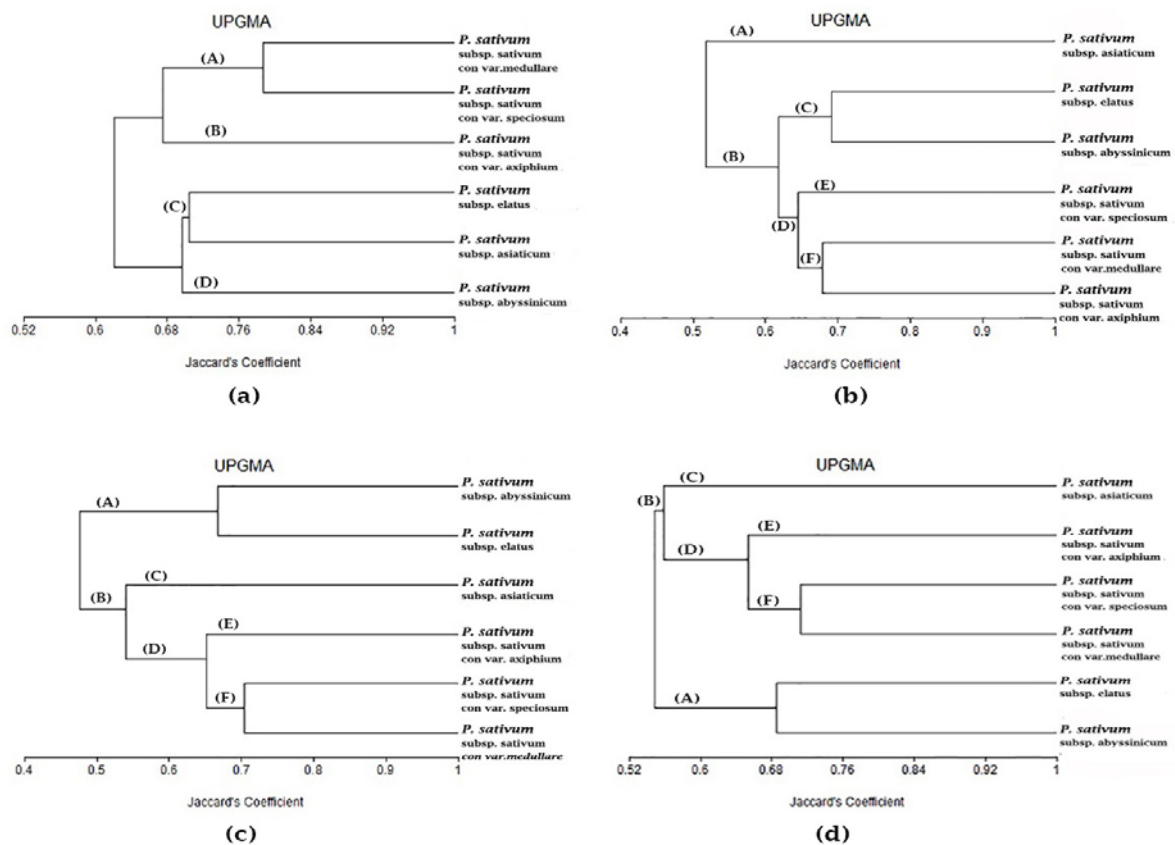 UPGMA
(A)
P. sativum
subsp. sativum
con var.medullare
P. sativum
subsp. sativum
con var. speciosum
(B)
P. sativum
subsp. sativum
con var. axiphium
(C)
P. sativum
subsp. elatus
P. sativum
subsp. asiaticum
(D)
P. sativum
subsp. abyssinicum
0.52 0.6 0.68 0.76 0.84 0.92 1
Jaccard's Coefficient
(a)
UPGMA
(A)
P. sativum
subsp. asiaticum
(C)
P. sativum
subsp. elatus
P. sativum
subsp. abyssinicum
(B)
(E)
P. sativum
subsp. sativum
con var. speciosum
(D)
P. sativum
subsp. sativum
con var.medullare
(F)
P. sativum
subsp. sativum
con var. axiphium
0.4 0.5 0.6 0.7 0.8 0.9 1
Jaccard's Coefficient
(b)
UPGMA
(A)
P. sativum
subsp. abyssinicum
P. sativum
subsp. elatus
(C)
P. sativum
subsp. asiaticum
(B)
(E)
P. sativum
subsp. sativum
con var. axiphium
(D)
(F)
P. sativum
subsp. sativum
con var. speciosum
P. sativum
subsp. sativum
con var.medullare
0.4 0.5 0.6 0.7 0.8 0.9 1
Jaccard's Coefficient
(c)
UPGMA
(C)
P. sativum
subsp. asiaticum
(B)
(E)
P. sativum
subsp. sativum
con var. axiphium
(D)
(F)
P. sativum
subsp. sativum
con var. speciosum
P. sativum
subsp. sativum
con var.medullare
(A)
P. sativum
subsp. elatus
P. sativum
subsp. abyssinicum
0.52 0.6 0.68 0.76 0.84 0.92 1
Jaccard's Coefficient
(d)